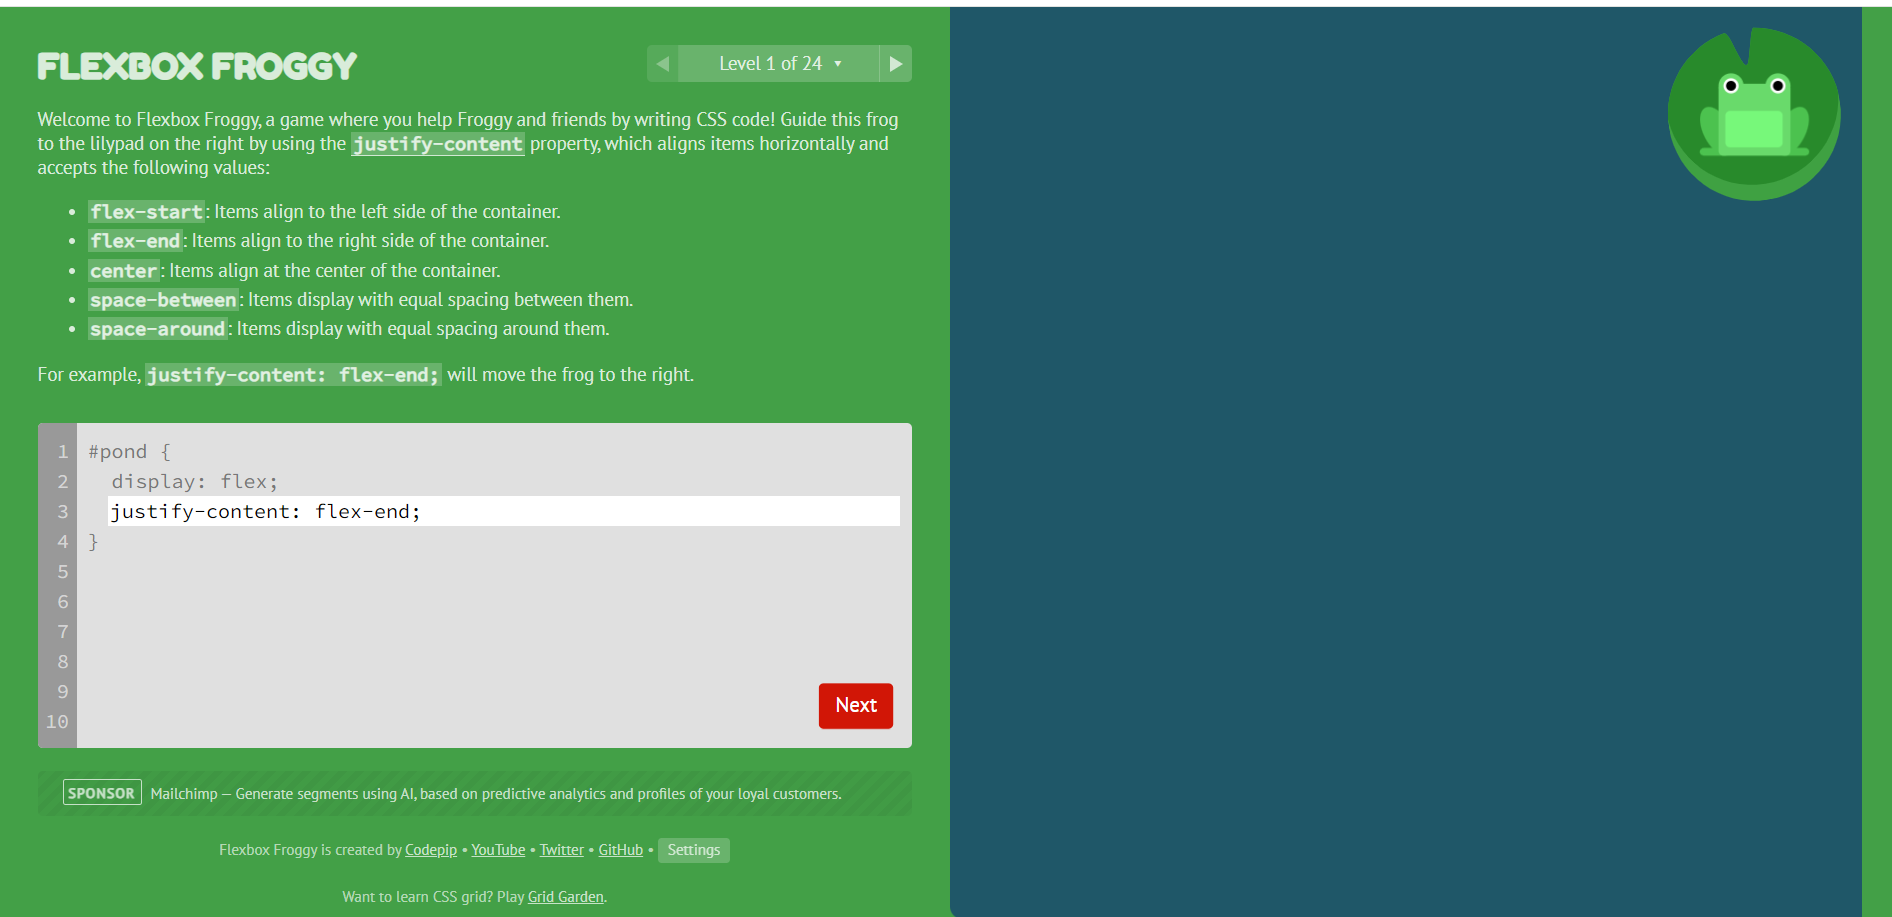 FLEXBOX FROGGY
Level 1 of 24
Welcome to Flexbox Froggy, a game where you help Froggy and friends by writing CSS code! Guide this frog
to the lilypad on the right by using the justify-content property, which aligns items horizontally and
accepts the following values:
• flex-start: Items align to the left side of the container.
• flex-end: Items align to the right side of the container.
• center: Items align at the center of the container.
• space-between: Items display with equal spacing between them.
• space-around: Items display with equal spacing around them.
For example, justify-content: flex-end; will move the frog to the right.
1 #pond {
2 display: flex;
3 justify-content: flex-end;
4 }
5
6
7
8
9
10
Next
SPONSOR Mailchimp — Generate segments using AI, based on predictive analytics and profiles of your loyal customers.
Flexbox Froggy is created by Codepip • YouTube • Twitter • GitHub • Settings
Want to learn CSS grid? Play Grid Garden.